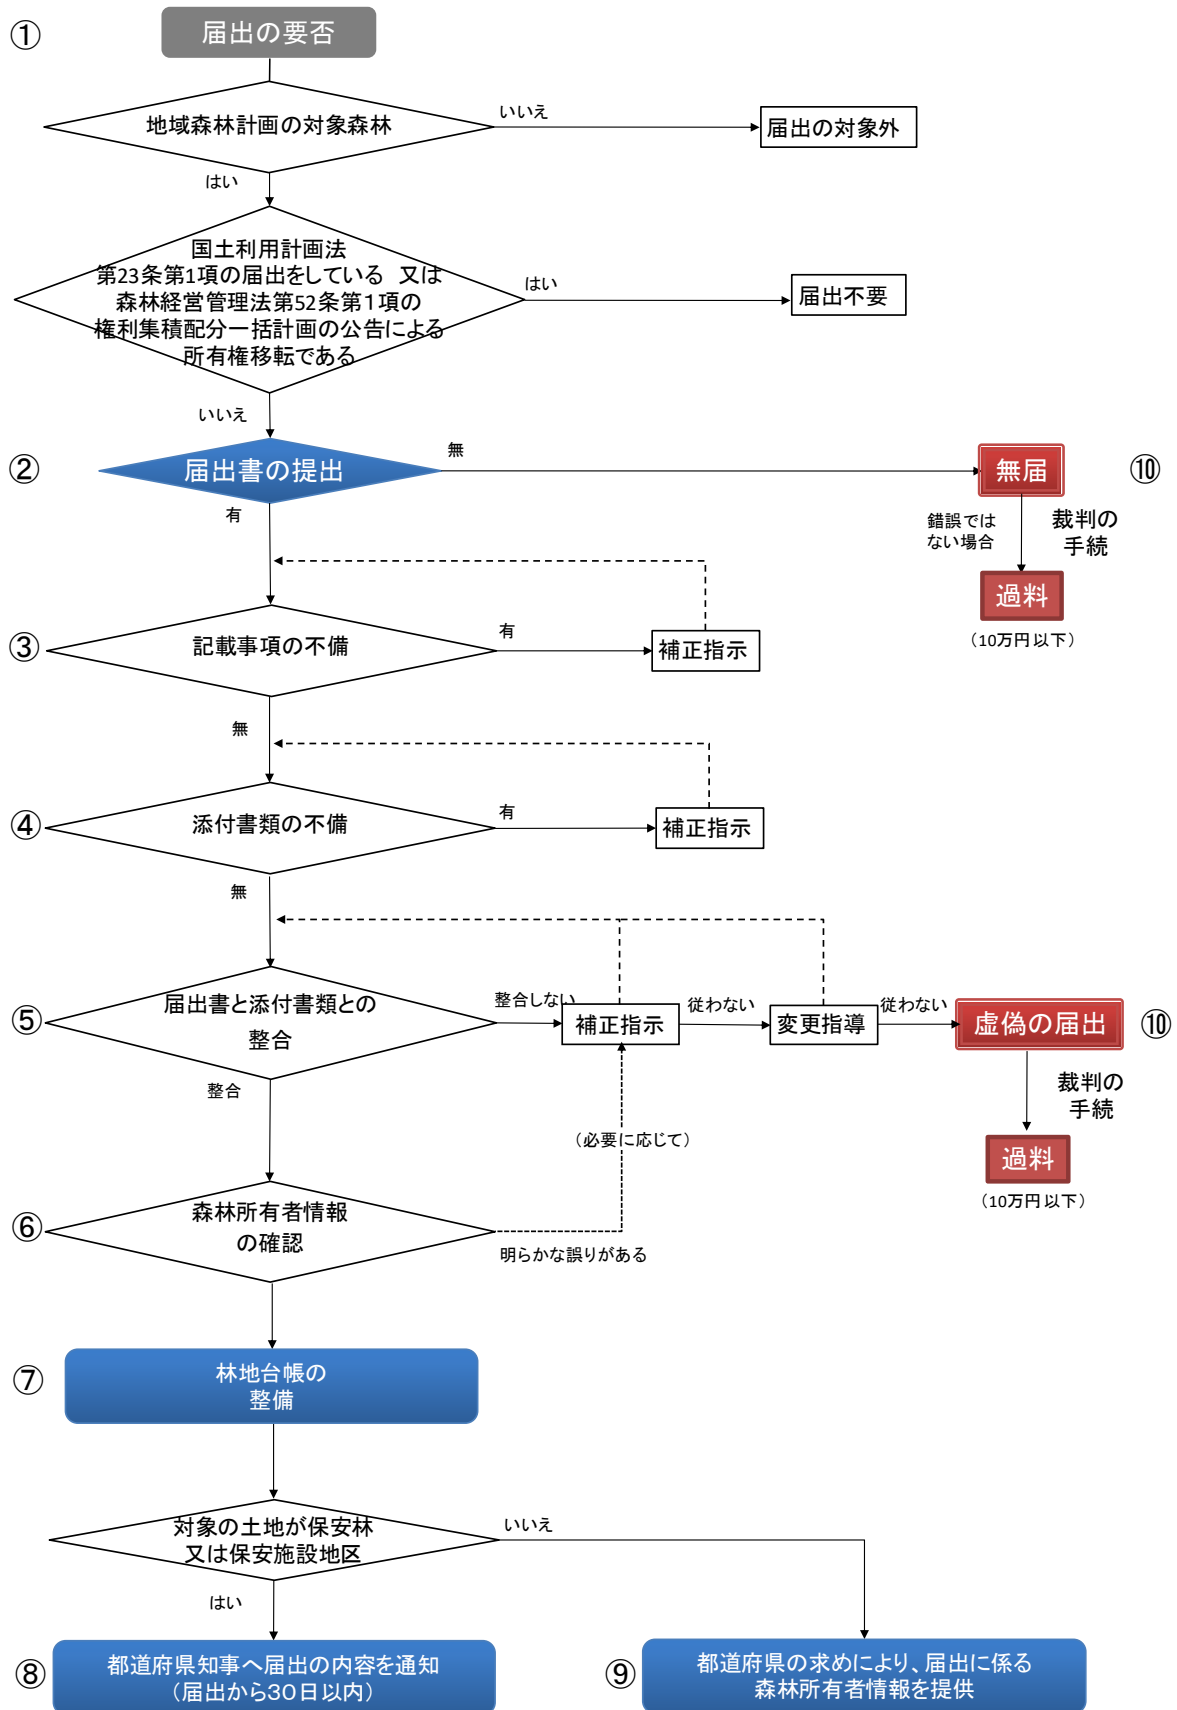 ①
届出の要否
地域森林計画の対象森林
いいえ
届出の対象外
はい
国土利用計画法
第23条第1項の届出をしている 又は
森林経営管理法第52条第1項の
権利集積配分一括計画の公告による
所有権移転である
はい
届出不要
いいえ
②
届出書の提出
無
無届
⑩
有
錯誤では
ない場合
裁判の
手続
過料
（10万円以下）
③
記載事項の不備
有
補正指示
無
④
添付書類の不備
有
補正指示
無
⑤
届出書と添付書類との
整合
整合しない
補正指示
従わない
変更指導
従わない
虚偽の届出
⑩
裁判の
手続
過料
（10万円以下）
整合
（必要に応じて）
⑥
森林所有者情報
の確認
明らかな誤りがある
⑦
林地台帳の
整備
対象の土地が保安林
又は保安施設地区
いいえ
はい
⑧
都道府県知事へ届出の内容を通知
（届出から30日以内）
⑨
都道府県の求めにより、届出に係る
森林所有者情報を提供